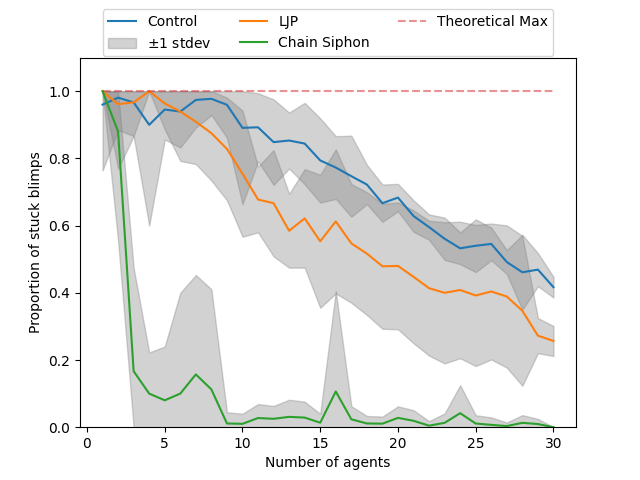 Control
±1 stdev
LJP
Chain Siphon
Theoretical Max
Proportion of stuck blimps
1.0
0.8
0.6
0.4
0.2
0.0
0 5 10 15 20 25 30
Number of agents